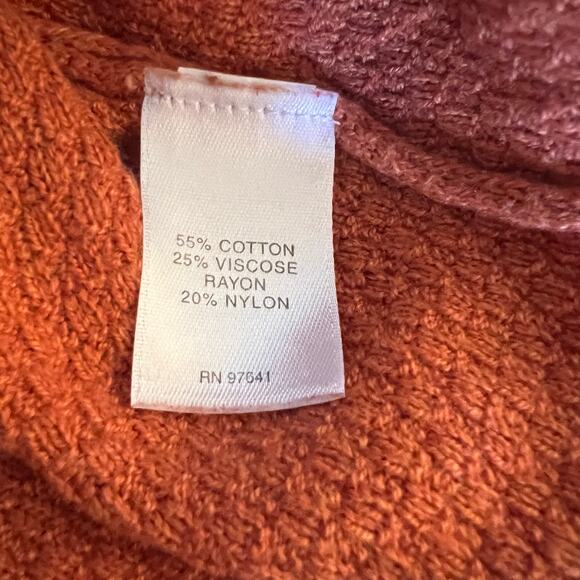 55% COTTON
25% VISCOSE
RAYON
20% NYLON
RN 97641